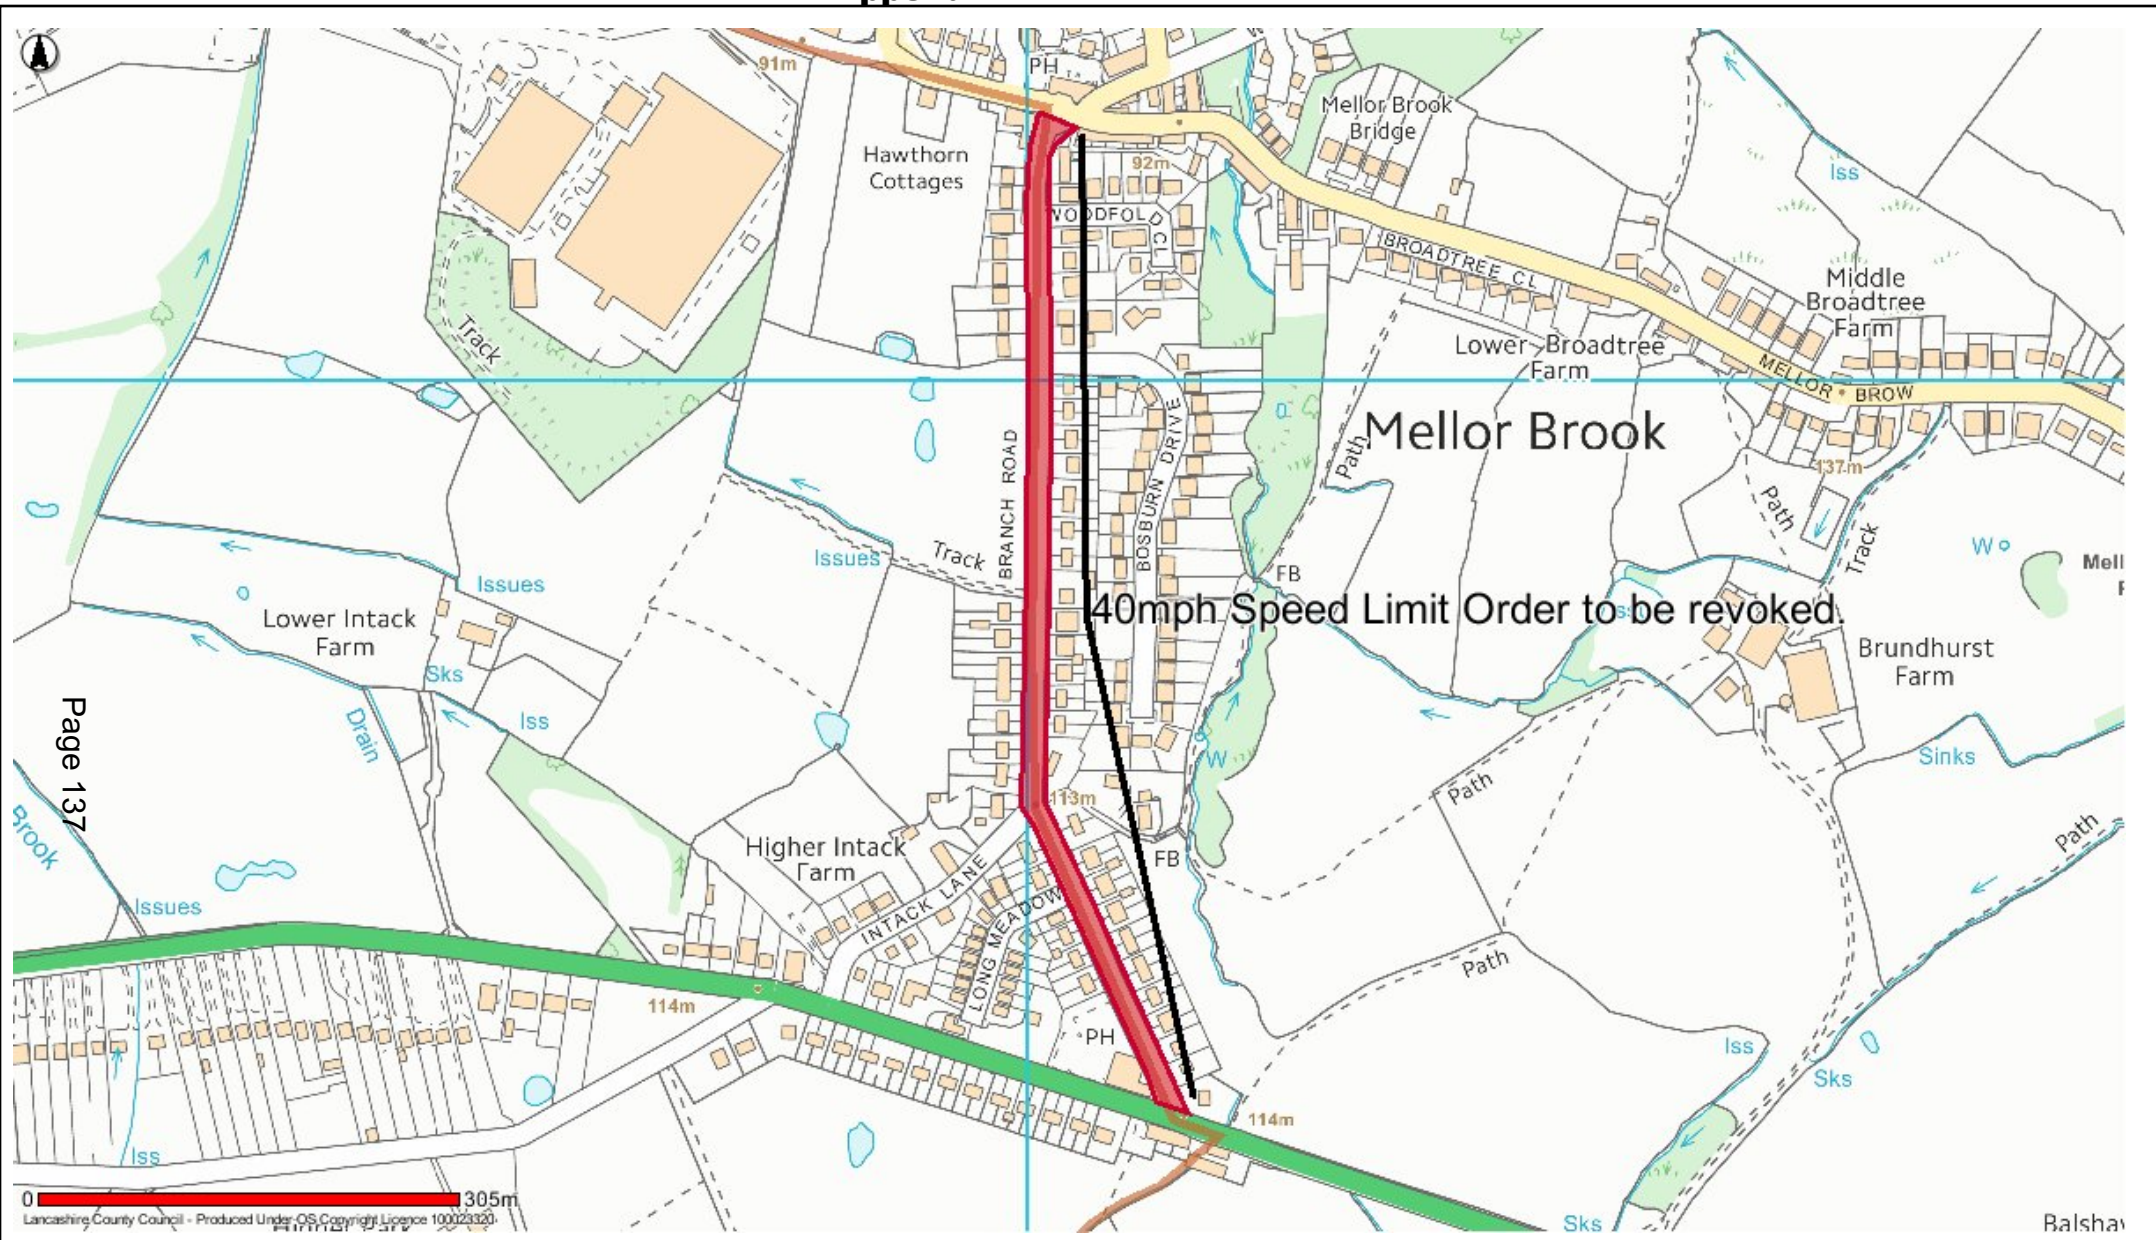 91m
PH
Mellor Brook
Bridge
Hawthorn
Cottages
92m
Iss
WOODFOLD CL
BROADTREE CL
Middle
Broadtree
Farm
Track
Lower Broadtree
Farm
MELLOR BROW
BRANCH ROAD
BOSBURN DRIVE
Mellor Brook
Path
137m
Path
Track
W
Issues
Track
Issues
FB
40mph Speed Limit Order to be revoked.
Lower Intack
Farm
Brundhurst
Farm
Sks
Iss
Drain
Page 137
W
Sinks
Path
113m
Brook
Higher Intack
Farm
FB
Path
INTACK LANE
LONG MEADOW
Issues
Path
114m
PH
Iss
Sks
114m
Iss
0
305m
Lancashire County Council - Produced Under OS Copyright Licence 100023320
Sks